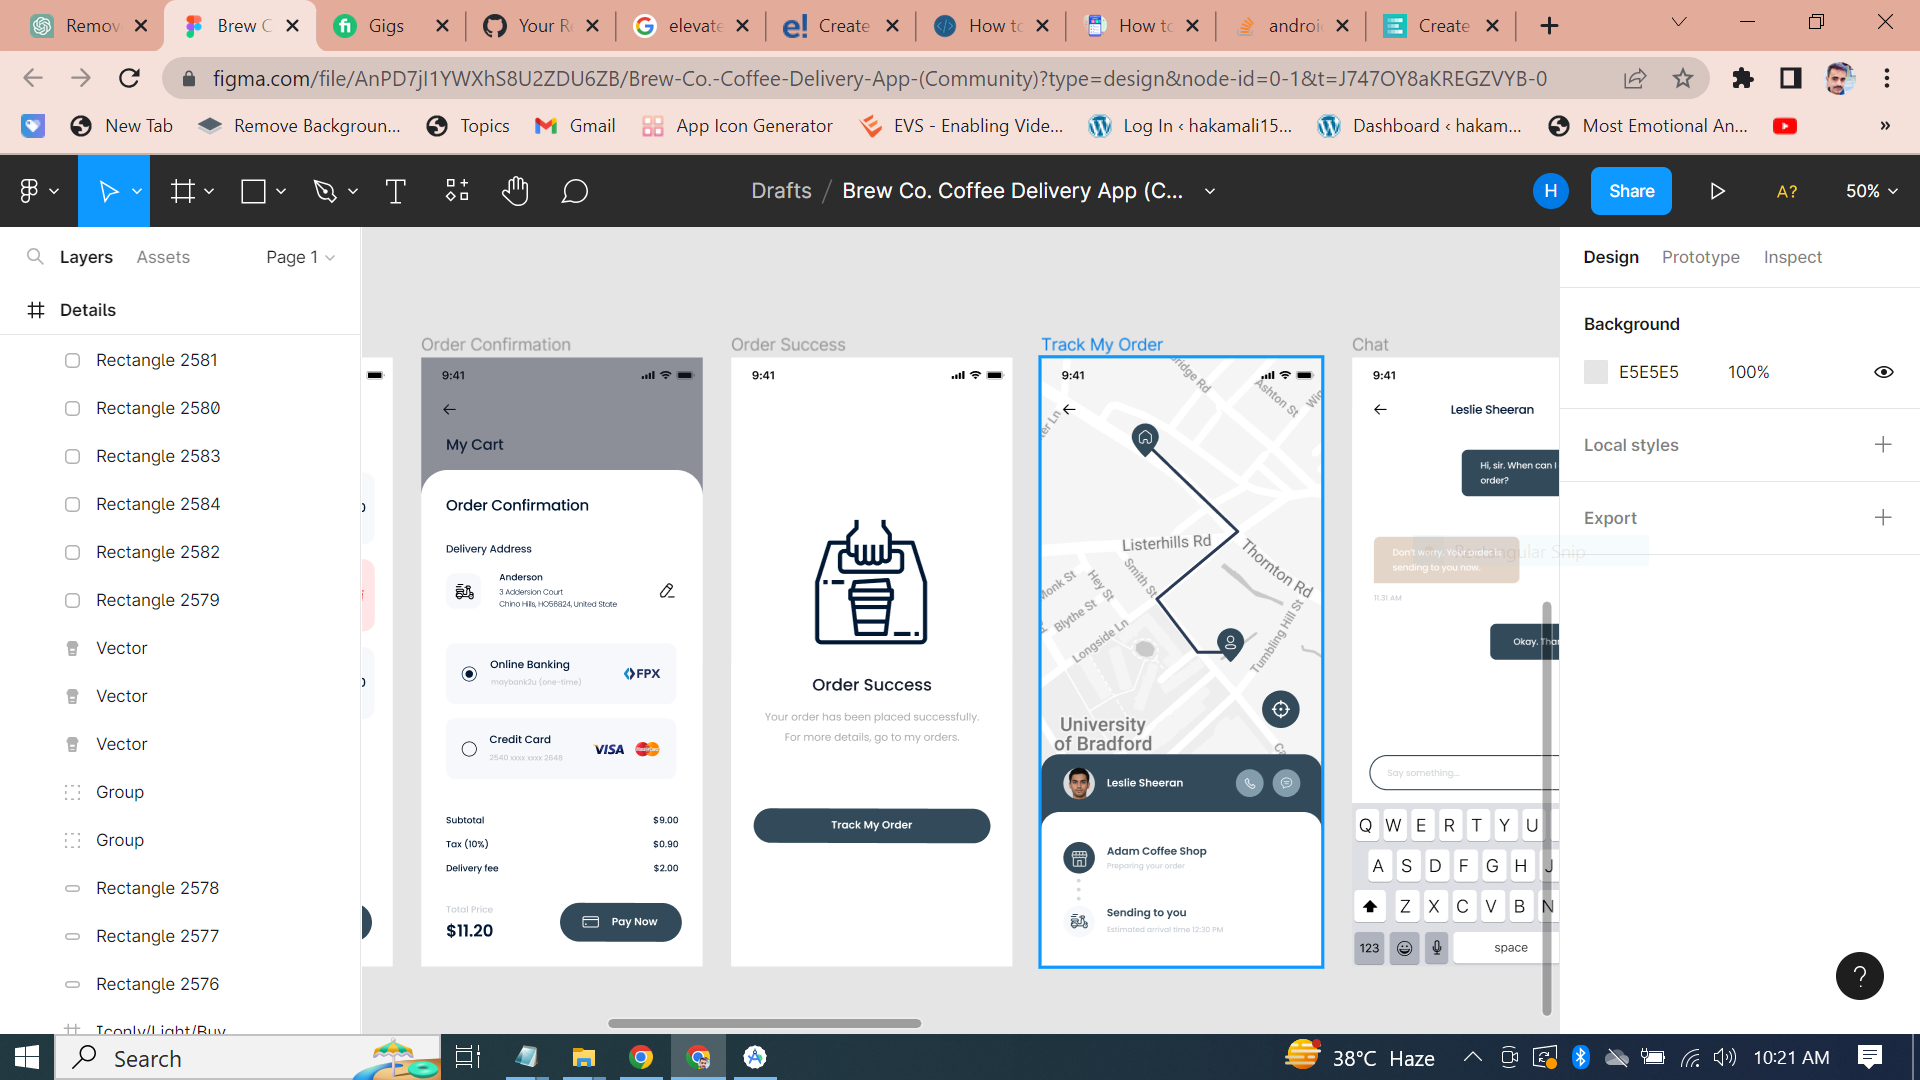 Remov
Brew C
Gigs
Your R
elevate
Create
How to
How to
androi
Create
figma.com/file/AnPD7jI1YWXhS8U2ZDU6ZB/Brew-Co.-Coffee-Delivery-App-(Community)?type=design&node-id=0-1&t=J747OY8aKREGZVYB-0
New Tab
Remove Backgroun...
Topics
Gmail
App Icon Generator
EVS - Enabling Vide...
Log In ‹ hakamali15...
Dashboard ‹ hakam...
Most Emotional An...
»
Drafts / Brew Co. Coffee Delivery App (C...
H
Share
A?
50%
Layers
Assets
Page 1
Details
Rectangle 2581
Rectangle 2580
Rectangle 2583
Rectangle 2584
Rectangle 2582
Rectangle 2579
Vector
Vector
Vector
Group
Group
Rectangle 2578
Rectangle 2577
Rectangle 2576
Iconly/Light/Buy
Order Confirmation
9:41
My Cart
Order Confirmation
Delivery Address
Anderson
3 Addersion Court
Chino Hills, HO56824, United State
Online Banking
maybank2u (one-time)
FPX
Credit Card
2540 xxxx xxxx 2648
VISA
MasterCard
Subtotal $9.00
Tax (10%) $0.90
Delivery fee $2.00
Total Price
$11.20
Pay Now
Order Success
9:41
Order Success
Your order has been placed successfully.
For more details, go to my orders.
Track My Order
Track My Order
9:41
ridge Rd
Ashton St
er Ln
Listerhills Rd
Thornton Rd
Smith St
Monk St
Hey St
Blythe St
Longside Ln
Tumbling Hill St
University
of Bradford
Leslie Sheeran
Adam Coffee Shop
Preparing your order
Sending to you
Estimated arrival time 12:30 PM
Chat
9:41
Leslie Sheeran
Hi, sir. When can I
order?
Don't worry. Your order is
sending to you now.
11.31 AM
Okay. Than
Say something...
Q W E R T Y U
A S D F G H J
Z X C V B N
123
space
Design
Prototype
Inspect
Background
E5E5E5
100%
Local styles
Export
?
Search
38°C Haze
10:21 AM